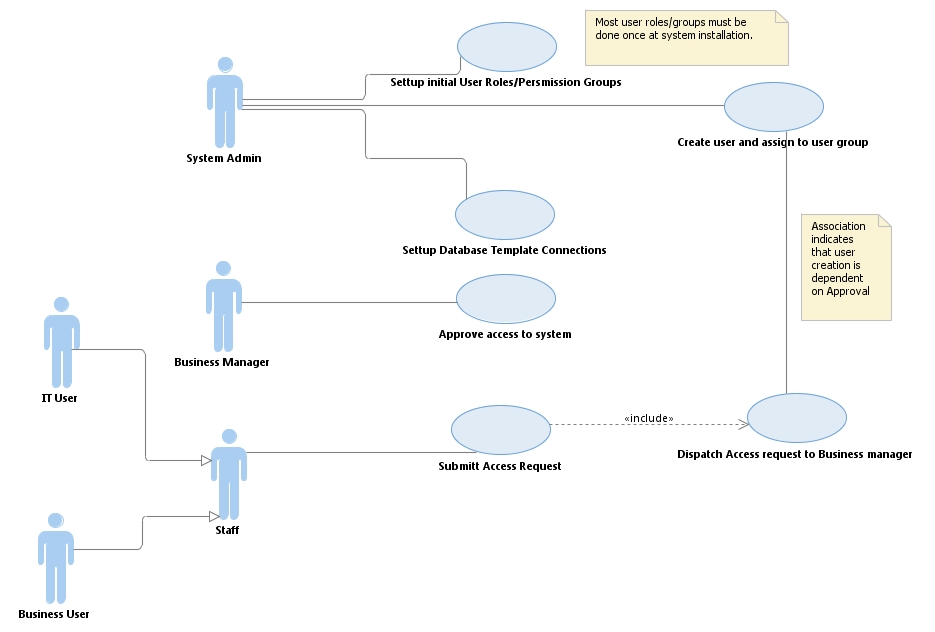 Most user roles/groups must be
done once at system installation.
Settup initial User Roles/Persmission Groups
Create user and assign to user group
System Admin
Association
indicates
that user
creation is
dependent
on Approval
Settup Database Template Connections
Approve access to system
Business Manager
IT User
«include»
Submitt Access Request
Dispatch Access request to Business manager
Staff
Business User